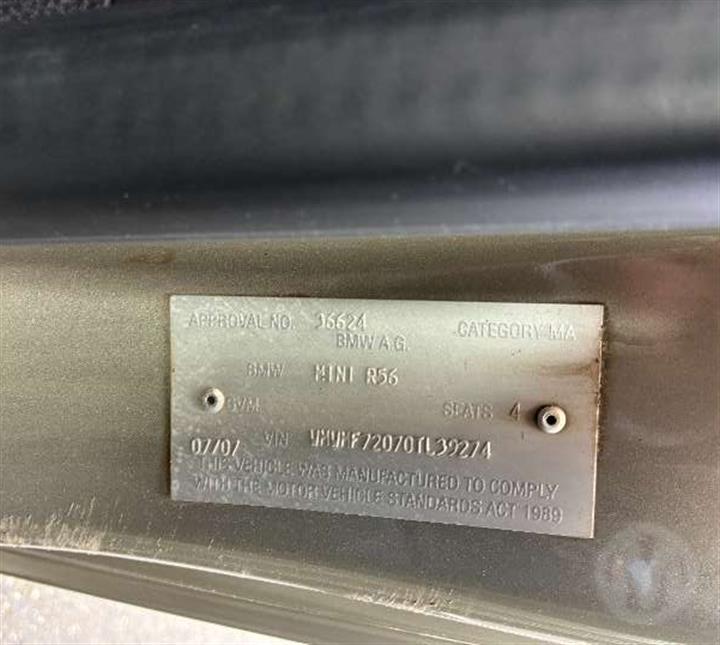 APPROVAL NO. 36624 CATEGORY MA
BMW A.G.
BMW MINI R56
GVM SEATS 4
07/07 VIN WMWMF72070TL39274
THIS VEHICLE WAS MANUFACTURED TO COMPLY
WITH THE MOTOR VEHICLE STANDARDS ACT 1989